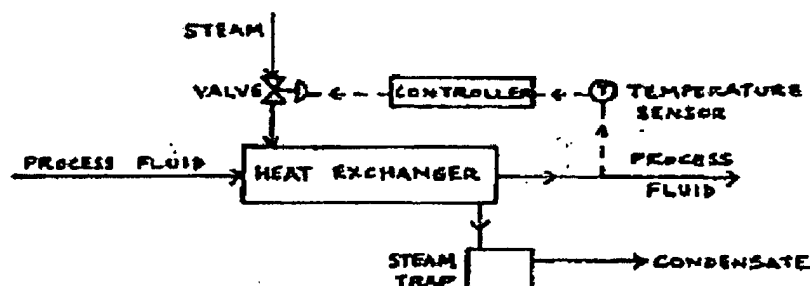 STEAM
VALVE
CONTROLLER
T
TEMPERATURE
SENSOR
PROCESS FLUID
HEAT EXCHANGER
PROCESS
FLUID
STEAM
TRAP
CONDENSATE